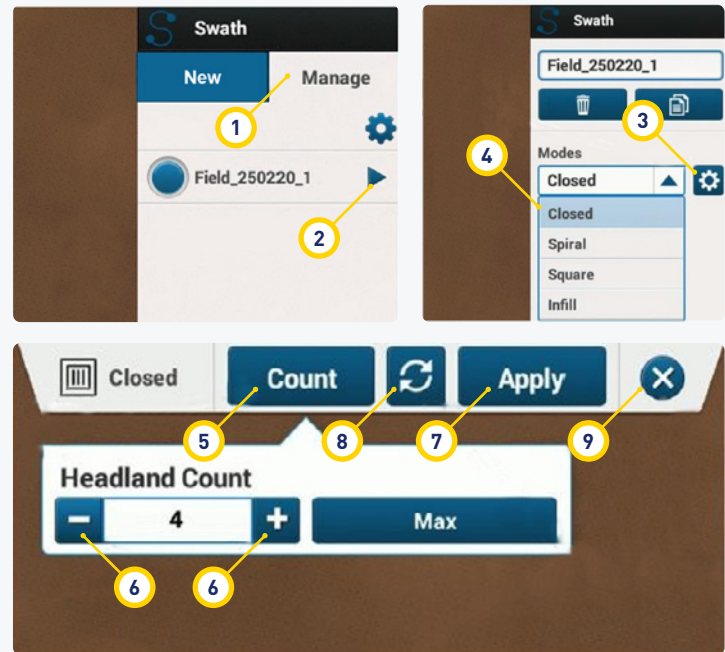 Swath
New
Manage
1
Field_250220_1
2
Swath
Field_250220_1
3
Modes
4
Closed
Closed
Spiral
Square
Infill
Closed
Count
Apply
5
8
7
9
Headland Count
4
Max
6
6